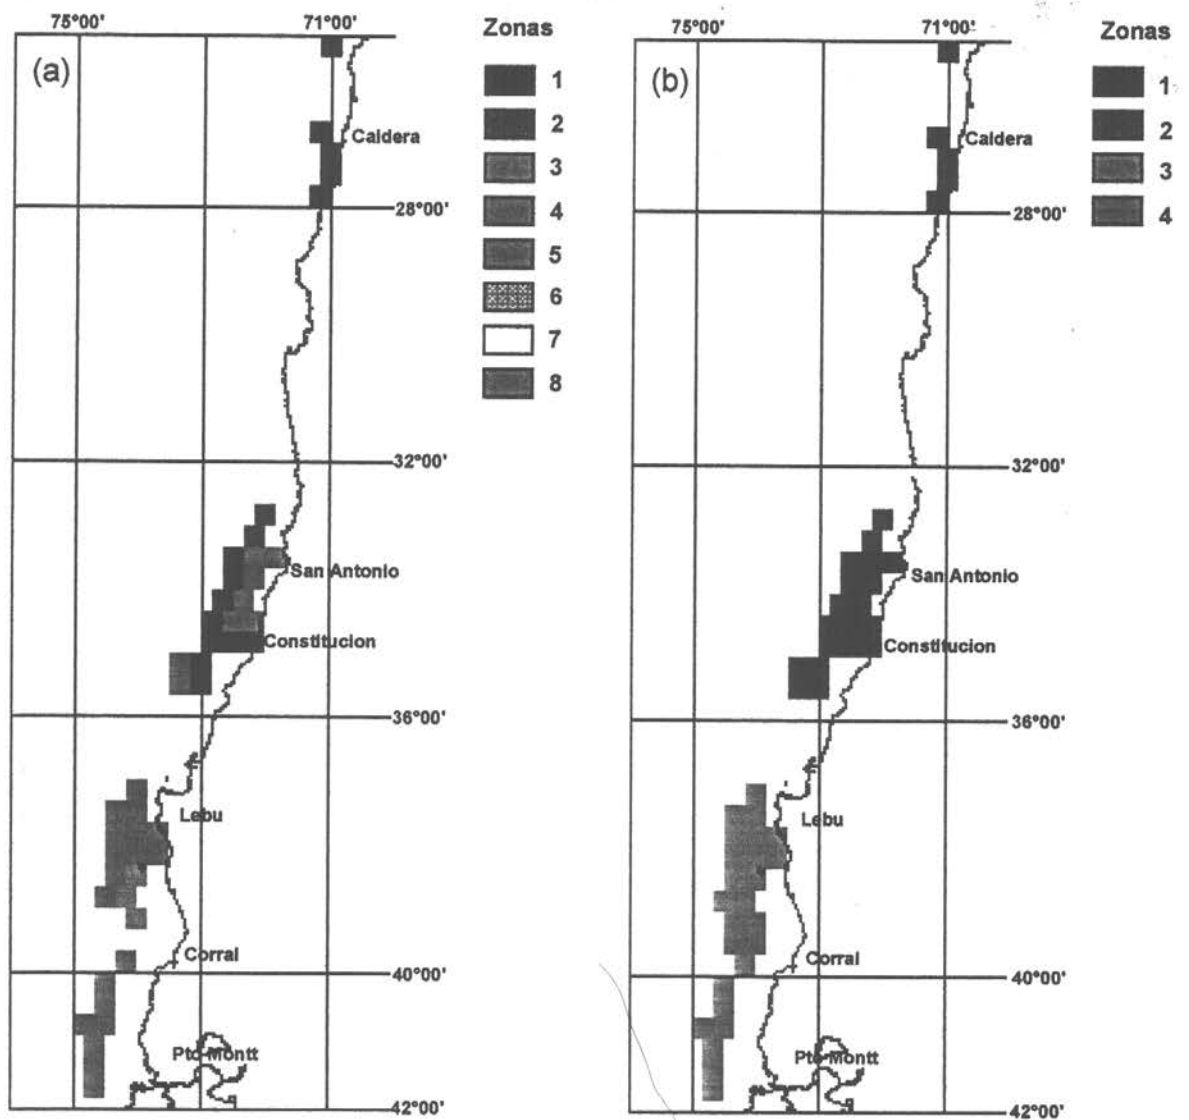 75°00'
71°00'
Zonas
(a)
1
2
3
4
5
6
7
8
Caldera
28°00'
32°00'
San Antonio
Constitucion
36°00'
Lebu
Corral
40°00'
Pto Montt
42°00'
75°00'
71°00'
Zonas
(b)
1
2
3
4
Caldera
28°00'
32°00'
San Antonio
Constitucion
36°00'
Lebu
Corral
40°00'
Pto Montt
42°00'